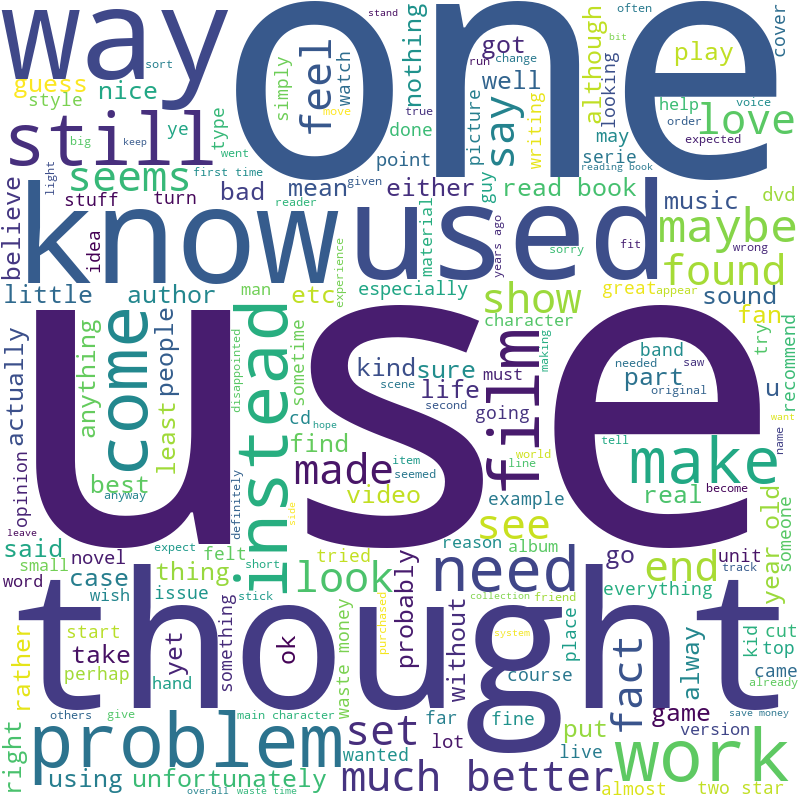 way
one
still
know
used
use
thought
stand
run
change
often
bit
cover
sort
guess
style
nice
nothing
simply
feel
watch
got
well
say
writing
although
looking
play
help
love
voice
true
move
done
picture
may
order
expected
big
keep
ye
type
went
point
serie
reading book
seems
light
first time
stuff
turn
bad
mean
given
reader
either
guy
read book
music
dvd
believe
idea
material
years ago
sorry
fit
wrong
maybe
found
little
author
man
etc
experience
especially
show
great
appear
sound
fan
character
actually
anything
come
people
least
instead
disappointed
sometime
kind
sure
scene
life
second
film
must
going
making
band
needed
saw
part
original
u
try
recommend
want
name
opinion
best
anyway
cd
hope
find
made
item
seemed
video
world
line
example
tell
make
real
become
see
leave
said
small
word
novel
case
wish
expect
thing
issue
felt
definitely
short
stick
side
tried
look
reason
album
need
go
unit
end
track
year old
someone
everything
rather
start
perhap
take
yet
hand
something
ok
waste money
purchased
probably
without
collection
friend
system
course
place
fact
alway
kid
cut
top
came
already
right
others
give
main character
problem
set
far
lot
fine
wanted
put
live
game
version
save money
work
using
unfortunately
overall
waste time
much better
almost
two star